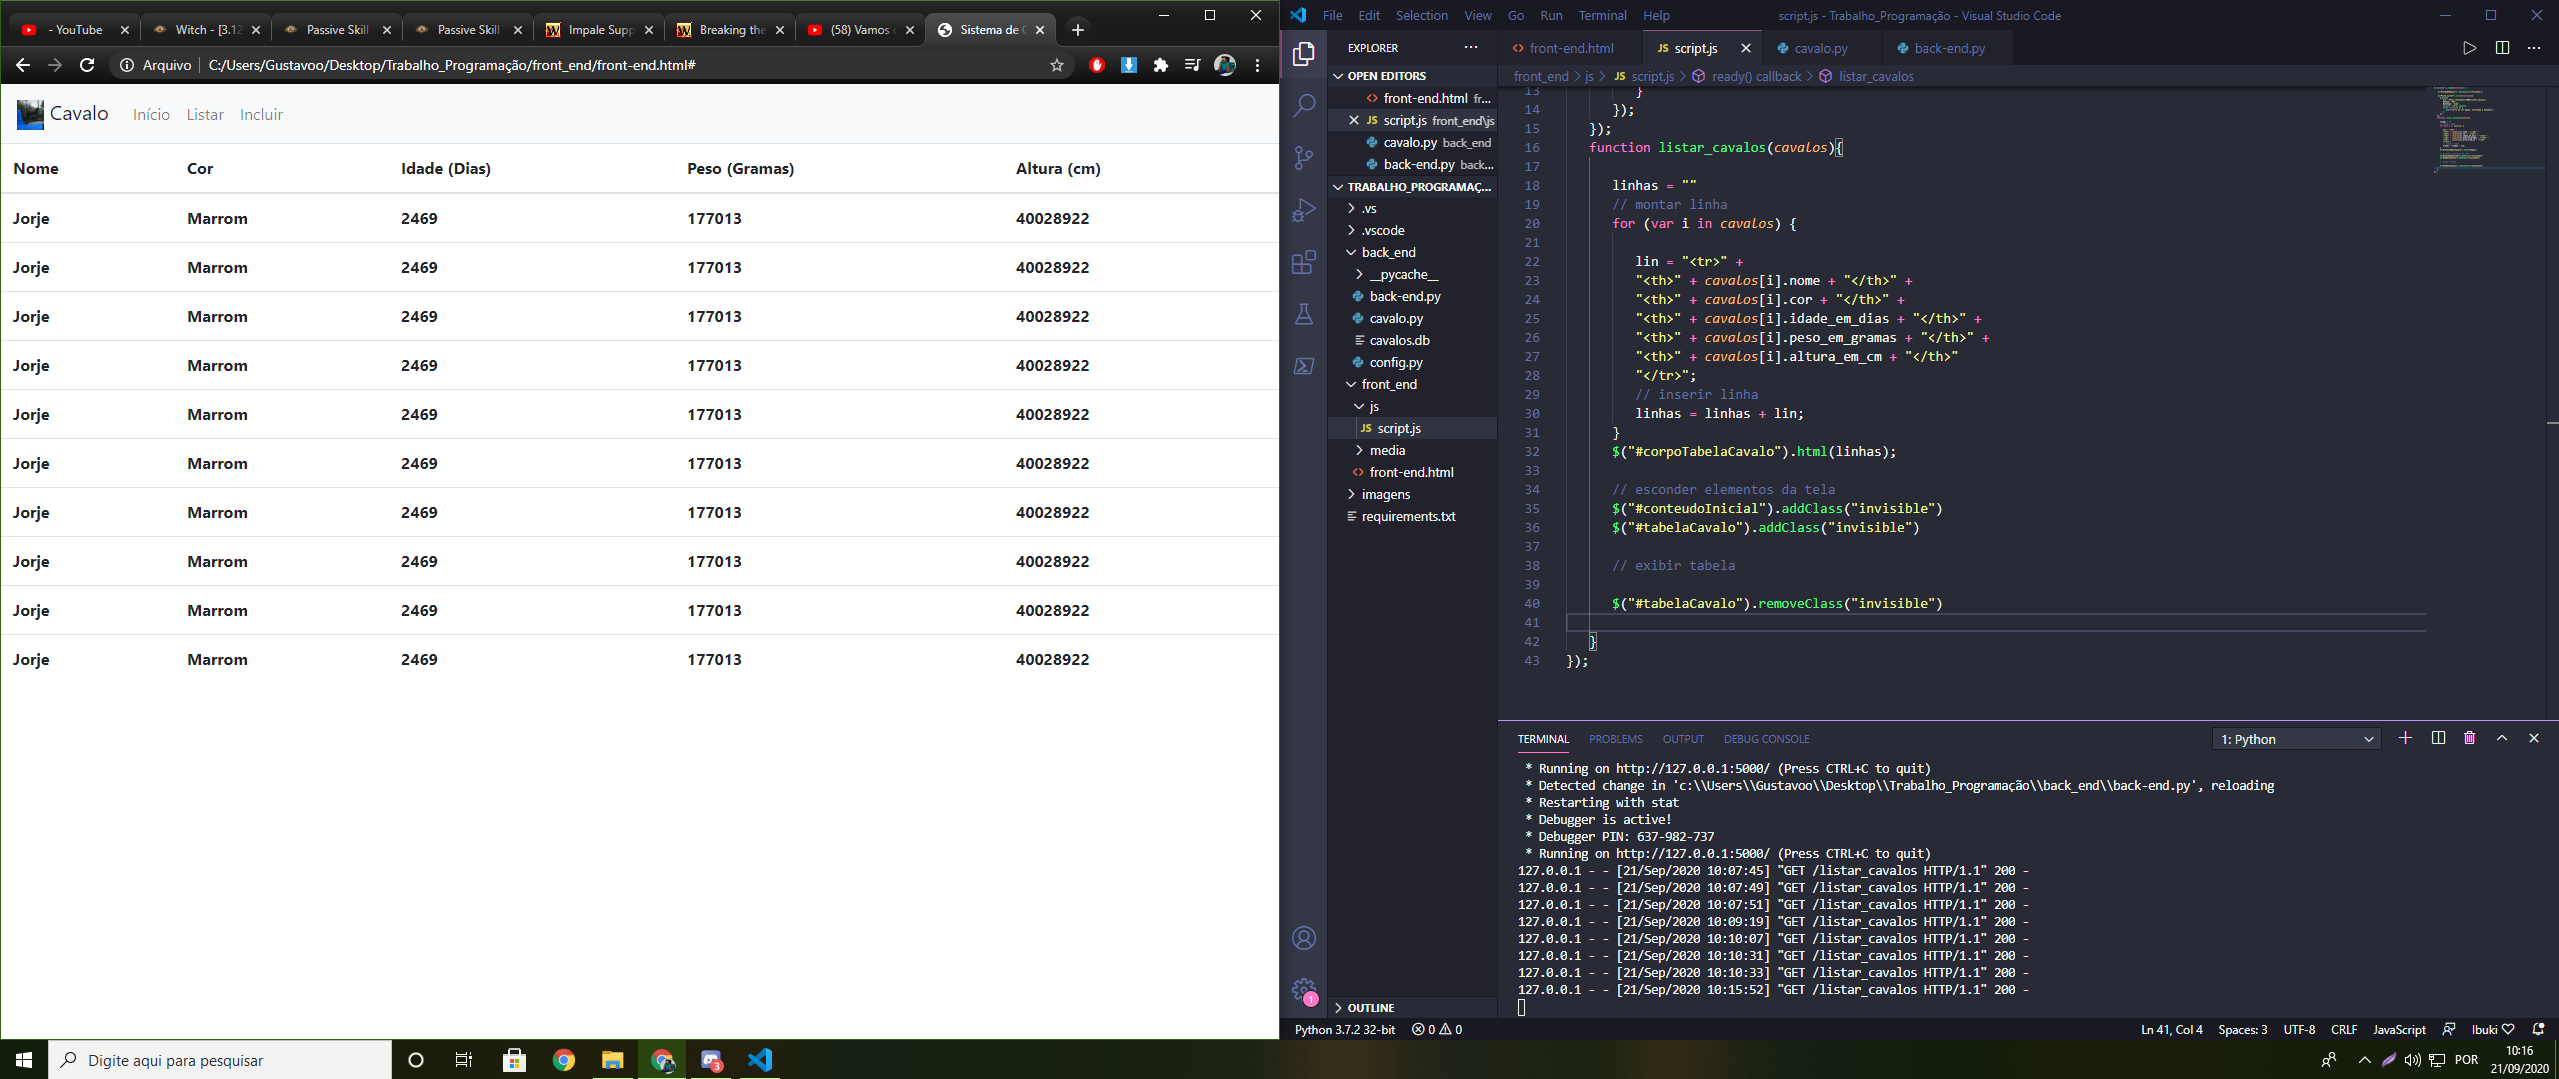 - YouTube
Witch - [3.12
Passive Skill
Passive Skill
Impale Supp
Breaking the
(58) Vamos
Sistema de C
Arquivo
C:/Users/Gustavoo/Desktop/Trabalho_Programação/front_end/front-end.html#
Cavalo Início Listar Incluir
Nome Cor Idade (Dias) Peso (Gramas) Altura (cm)
Jorje Marrom 2469 177013 40028922
Jorje Marrom 2469 177013 40028922
Jorje Marrom 2469 177013 40028922
Jorje Marrom 2469 177013 40028922
Jorje Marrom 2469 177013 40028922
Jorje Marrom 2469 177013 40028922
Jorje Marrom 2469 177013 40028922
Jorje Marrom 2469 177013 40028922
Jorje Marrom 2469 177013 40028922
Jorje Marrom 2469 177013 40028922
File Edit Selection View Go Run Terminal Help
script.js - Trabalho_Programação - Visual Studio Code
EXPLORER
OPEN EDITORS
front-end.html fr...
script.js front_end\js
cavalo.py back_end
back-end.py back...
TRABALHO_PROGRAMAÇ...
.vs
.vscode
back_end
__pycache__
back-end.py
cavalo.py
cavalos.db
config.py
front_end
js
JS script.js
media
front-end.html
imagens
requirements.txt
OUTLINE
front-end.html
JS script.js
cavalo.py
back-end.py
front_end > js > JS script.js > ready() callback > listar_cavalos
13 }
14 });
15 });
16 function listar_cavalos(cavalos){
17
18 linhas = ""
19 // montar linha
20 for (var i in cavalos) {
21
22 lin = "<tr>" +
23 "<th>" + cavalos[i].nome + "</th>" +
24 "<th>" + cavalos[i].cor + "</th>" +
25 "<th>" + cavalos[i].idade_em_dias + "</th>" +
26 "<th>" + cavalos[i].peso_em_gramas + "</th>" +
27 "<th>" + cavalos[i].altura_em_cm + "</th>"
28 "</tr>";
29 // inserir linha
30 linhas = linhas + lin;
31 }
32 $("#corpoTabelaCavalo").html(linhas);
33
34 // esconder elementos da tela
35 $("#conteudoInicial").addClass("invisible")
36 $("#tabelaCavalo").addClass("invisible")
37
38 // exibir tabela
39
40 $("#tabelaCavalo").removeClass("invisible")
41
42 }
43 });
TERMINAL PROBLEMS OUTPUT DEBUG CONSOLE
1: Python
* Running on http://127.0.0.1:5000/ (Press CTRL+C to quit)
* Detected change in 'c:\\Users\\Gustavoo\\Desktop\\Trabalho_Programação\\back_end\\back-end.py', reloading
* Restarting with stat
* Debugger is active!
* Debugger PIN: 637-982-737
* Running on http://127.0.0.1:5000/ (Press CTRL+C to quit)
127.0.0.1 - - [21/Sep/2020 10:07:45] "GET /listar_cavalos HTTP/1.1" 200 -
127.0.0.1 - - [21/Sep/2020 10:07:49] "GET /listar_cavalos HTTP/1.1" 200 -
127.0.0.1 - - [21/Sep/2020 10:07:51] "GET /listar_cavalos HTTP/1.1" 200 -
127.0.0.1 - - [21/Sep/2020 10:09:19] "GET /listar_cavalos HTTP/1.1" 200 -
127.0.0.1 - - [21/Sep/2020 10:10:07] "GET /listar_cavalos HTTP/1.1" 200 -
127.0.0.1 - - [21/Sep/2020 10:10:31] "GET /listar_cavalos HTTP/1.1" 200 -
127.0.0.1 - - [21/Sep/2020 10:10:33] "GET /listar_cavalos HTTP/1.1" 200 -
127.0.0.1 - - [21/Sep/2020 10:15:52] "GET /listar_cavalos HTTP/1.1" 200 -
1
Python 3.7.2 32-bit 0 0
Ln 41, Col 4 Spaces: 3 UTF-8 CRLF JavaScript Ibuki ♡
Digite aqui para pesquisar
3
POR
10:16
21/09/2020